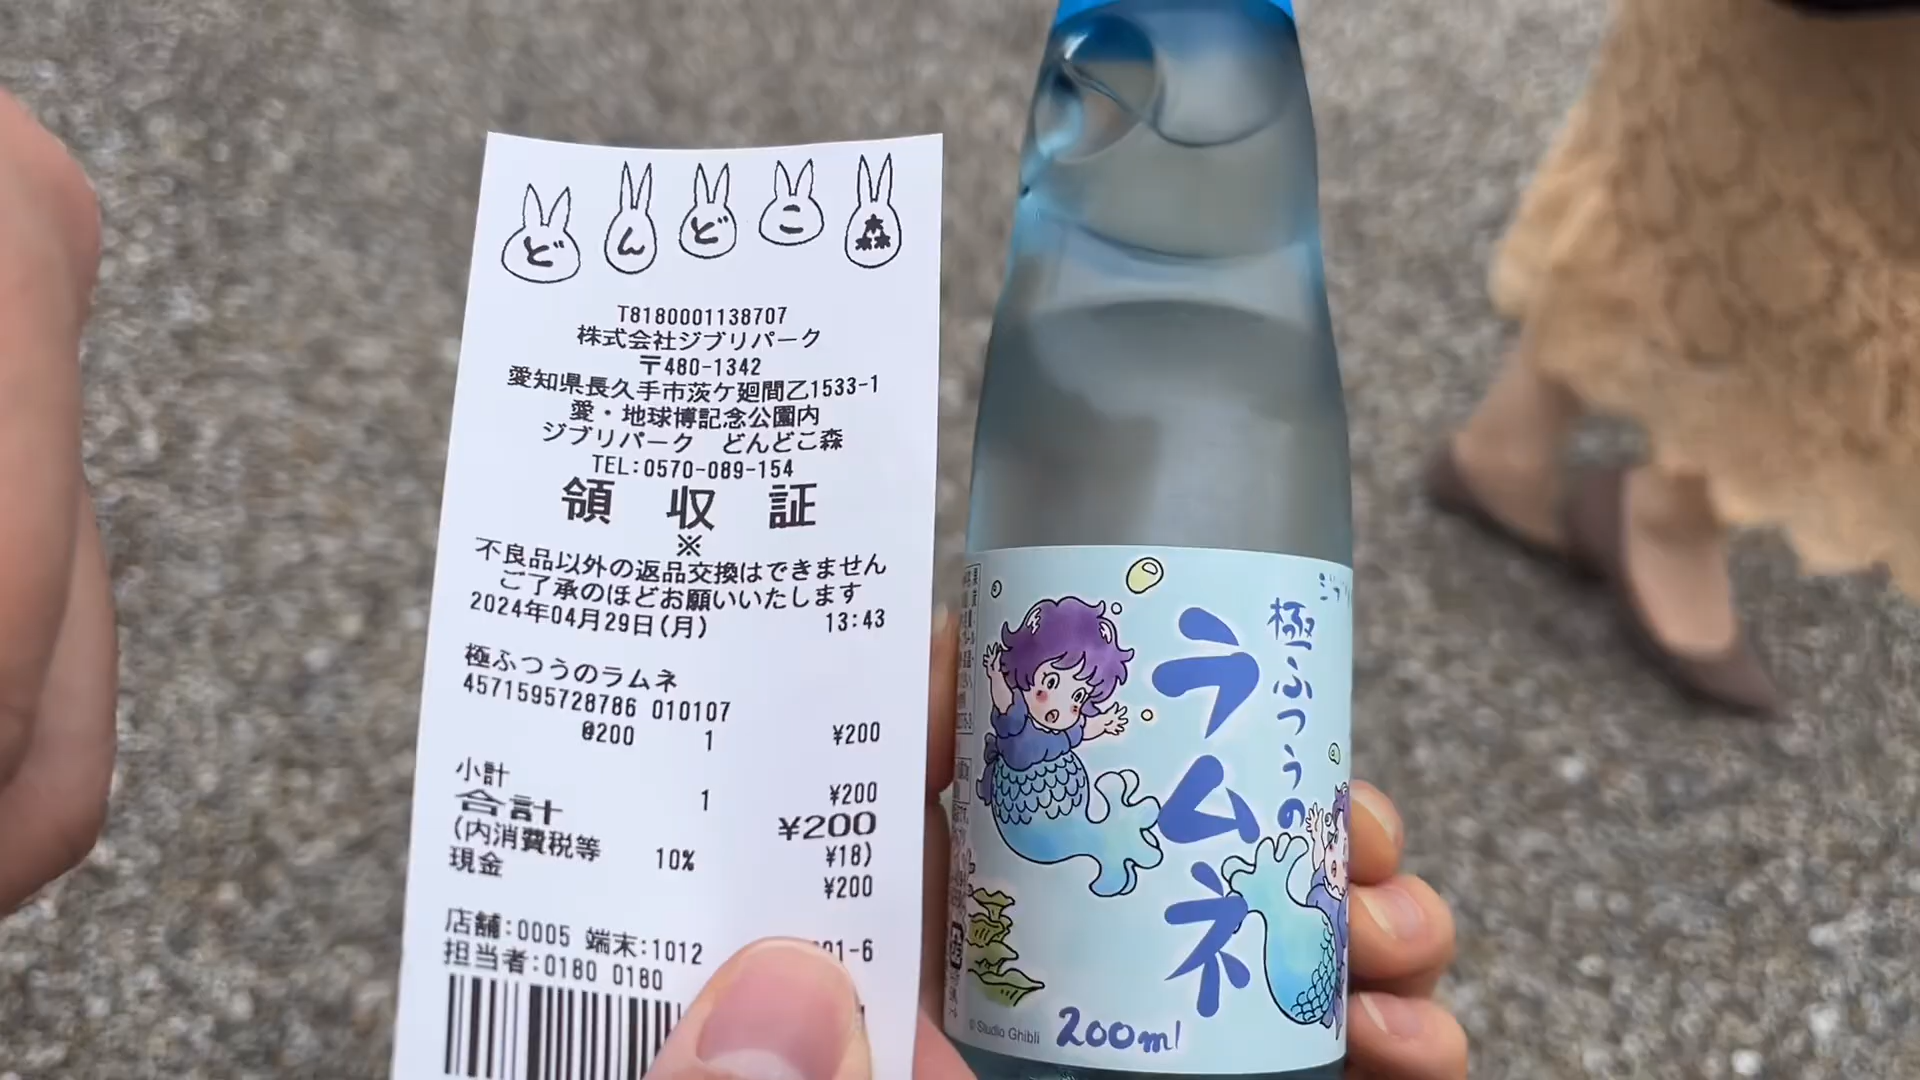 どんどこ森
T8180001138707
株式会社ジブリパーク
〒480-1342
愛知県長久手市茨ケ廻間乙1533-1
愛・地球博記念公園内
ジブリパーク どんどこ森
TEL:0570-089-154
領収証
※
不良品以外の返品交換はできません
ご了承のほどお願いいたします
2024年04月29日(月) 13:43
極ふつうのラムネ
4571595728786 010107
@200 1 ¥200
小計 1 ¥200
合計 ¥200
(内消費税等 10% ¥18)
現金 ¥200
店舗:0005 端末:1012 01-6
担当者:0180 0180
極ふつうの
ラムネ
200ml
© Studio Ghibli